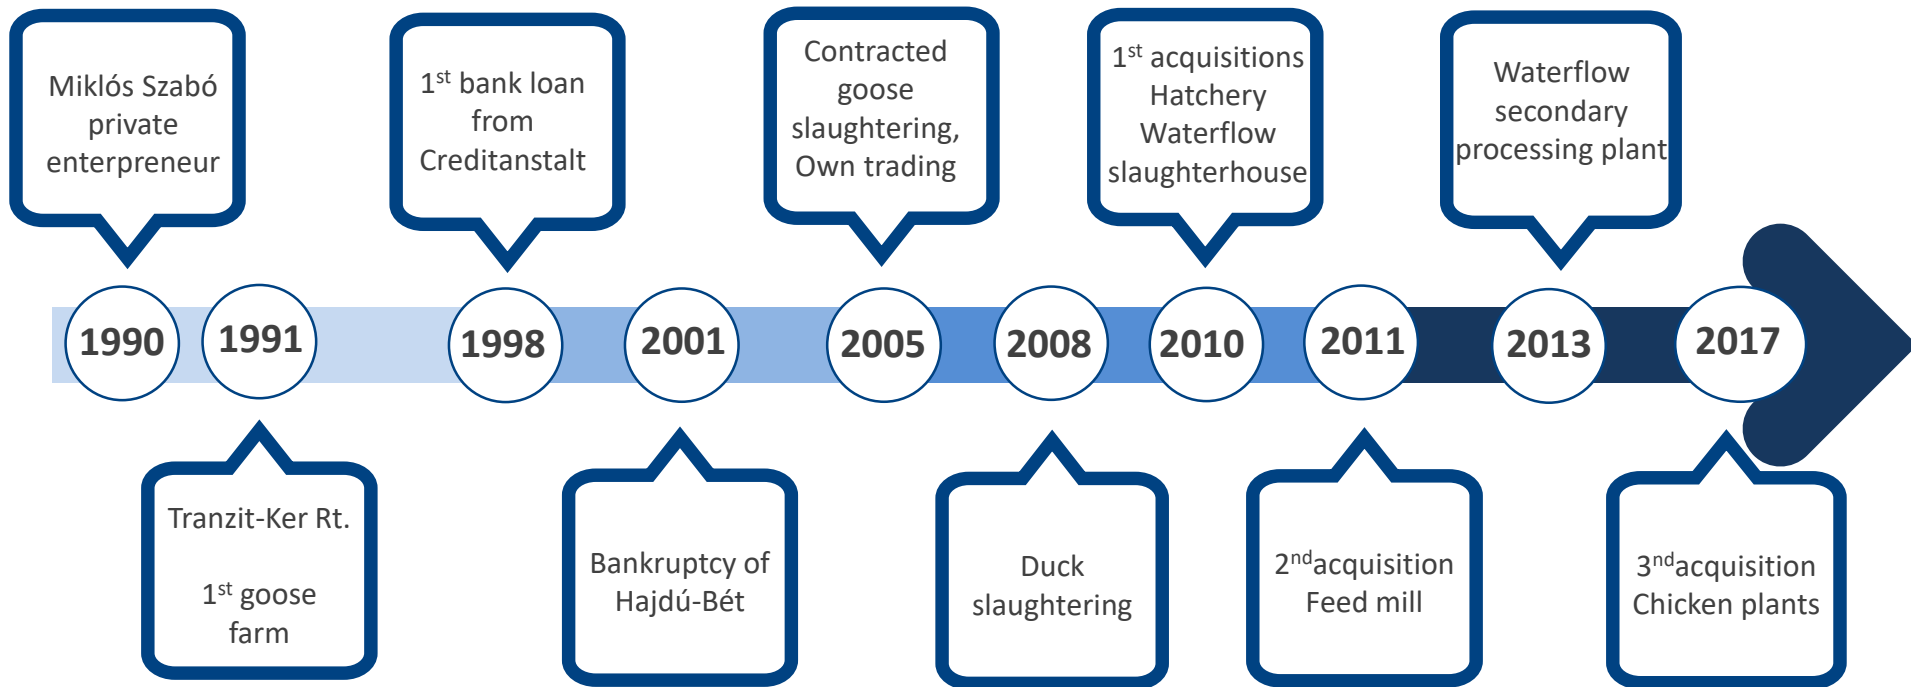 Miklós Szabó
private
enterpreneur
1st bank loan
from
Creditanstalt
Contracted
goose
slaughtering,
Own trading
1st acquisitions
Hatchery
Waterflow
slaughterhouse
Waterflow
secondary
processing plant
1990
1991
1998
2001
2005
2008
2010
2011
2013
2017
Tranzit-Ker Rt.
1st goose
farm
Bankruptcy of
Hajdú-Bét
Duck
slaughtering
2ndacquisition
Feed mill
3ndacquisition
Chicken plants